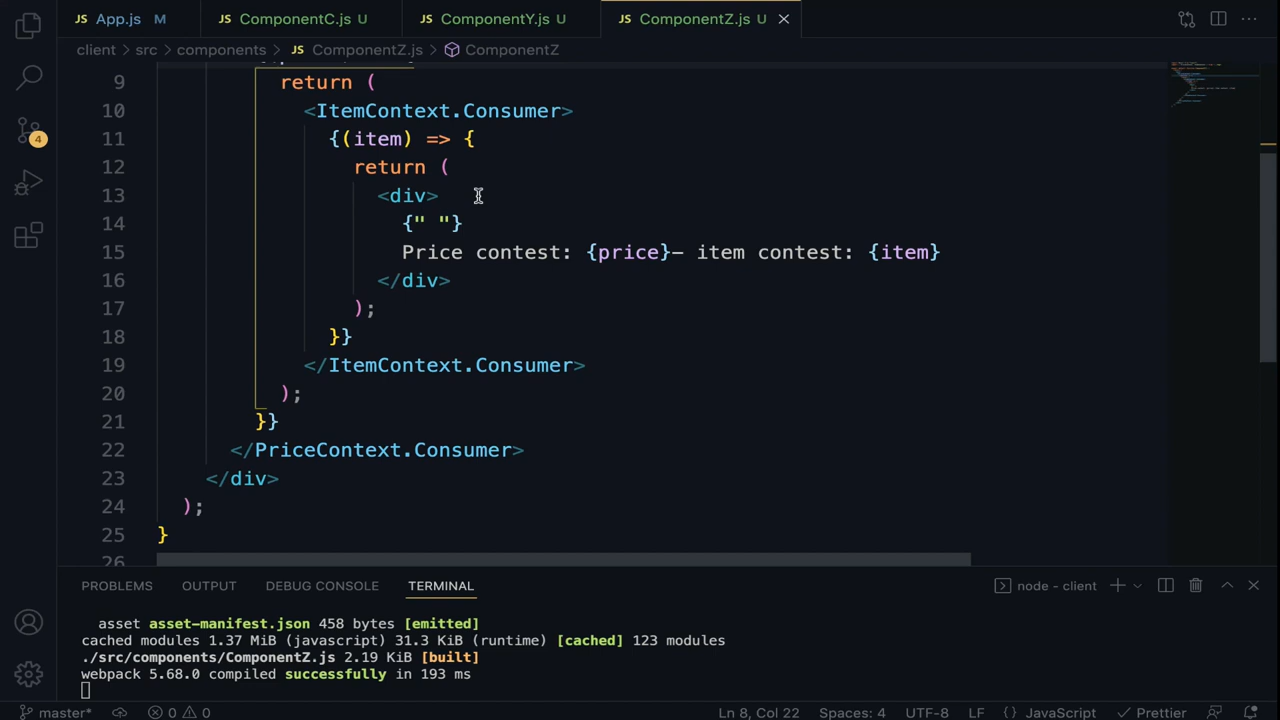 JS App.js M JS ComponentC.js U JS ComponentY.js U JS ComponentZ.js U
client > src > components > JS ComponentZ.js > ComponentZ
9 return (
10 <ItemContext.Consumer>
11 {(item) => {
12 return (
13 <div>
14 {" "}
15 Price contest: {price}- item contest: {item}
16 </div>
17 );
18 }}
19 </ItemContext.Consumer>
20 );
21 }}
22 </PriceContext.Consumer>
23 </div>
24 );
25 }
26
4
PROBLEMS OUTPUT DEBUG CONSOLE TERMINAL node - client
asset asset-manifest.json 458 bytes [emitted]
cached modules 1.37 MiB (javascript) 31.3 KiB (runtime) [cached] 123 modules
./src/components/ComponentZ.js 2.19 KiB [built]
webpack 5.68.0 compiled successfully in 193 ms
master* 0 0 Ln 8, Col 22 Spaces: 4 UTF-8 LF {} JavaScript Prettier